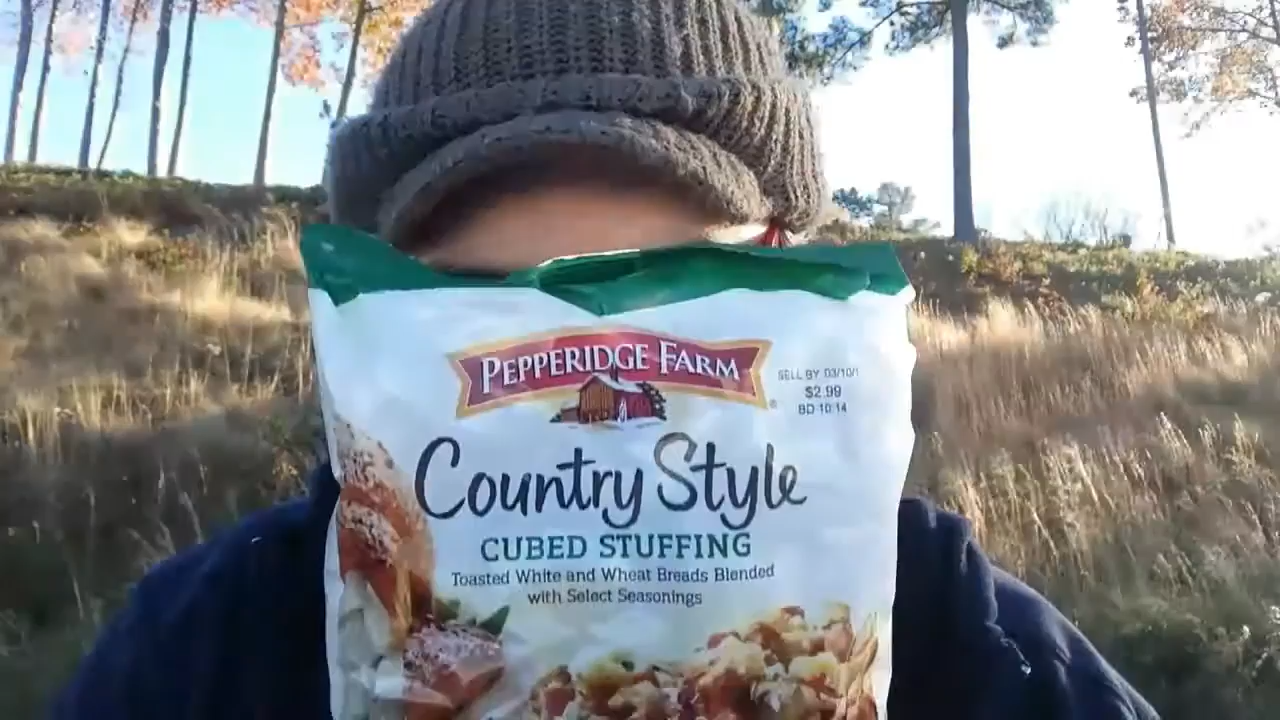 PEPPERIDGE FARM
SELL BY 03/10/1
$2.99
BD 10:14
Country Style
CUBED STUFFING
Toasted White and Wheat Breads Blended
with Select Seasonings